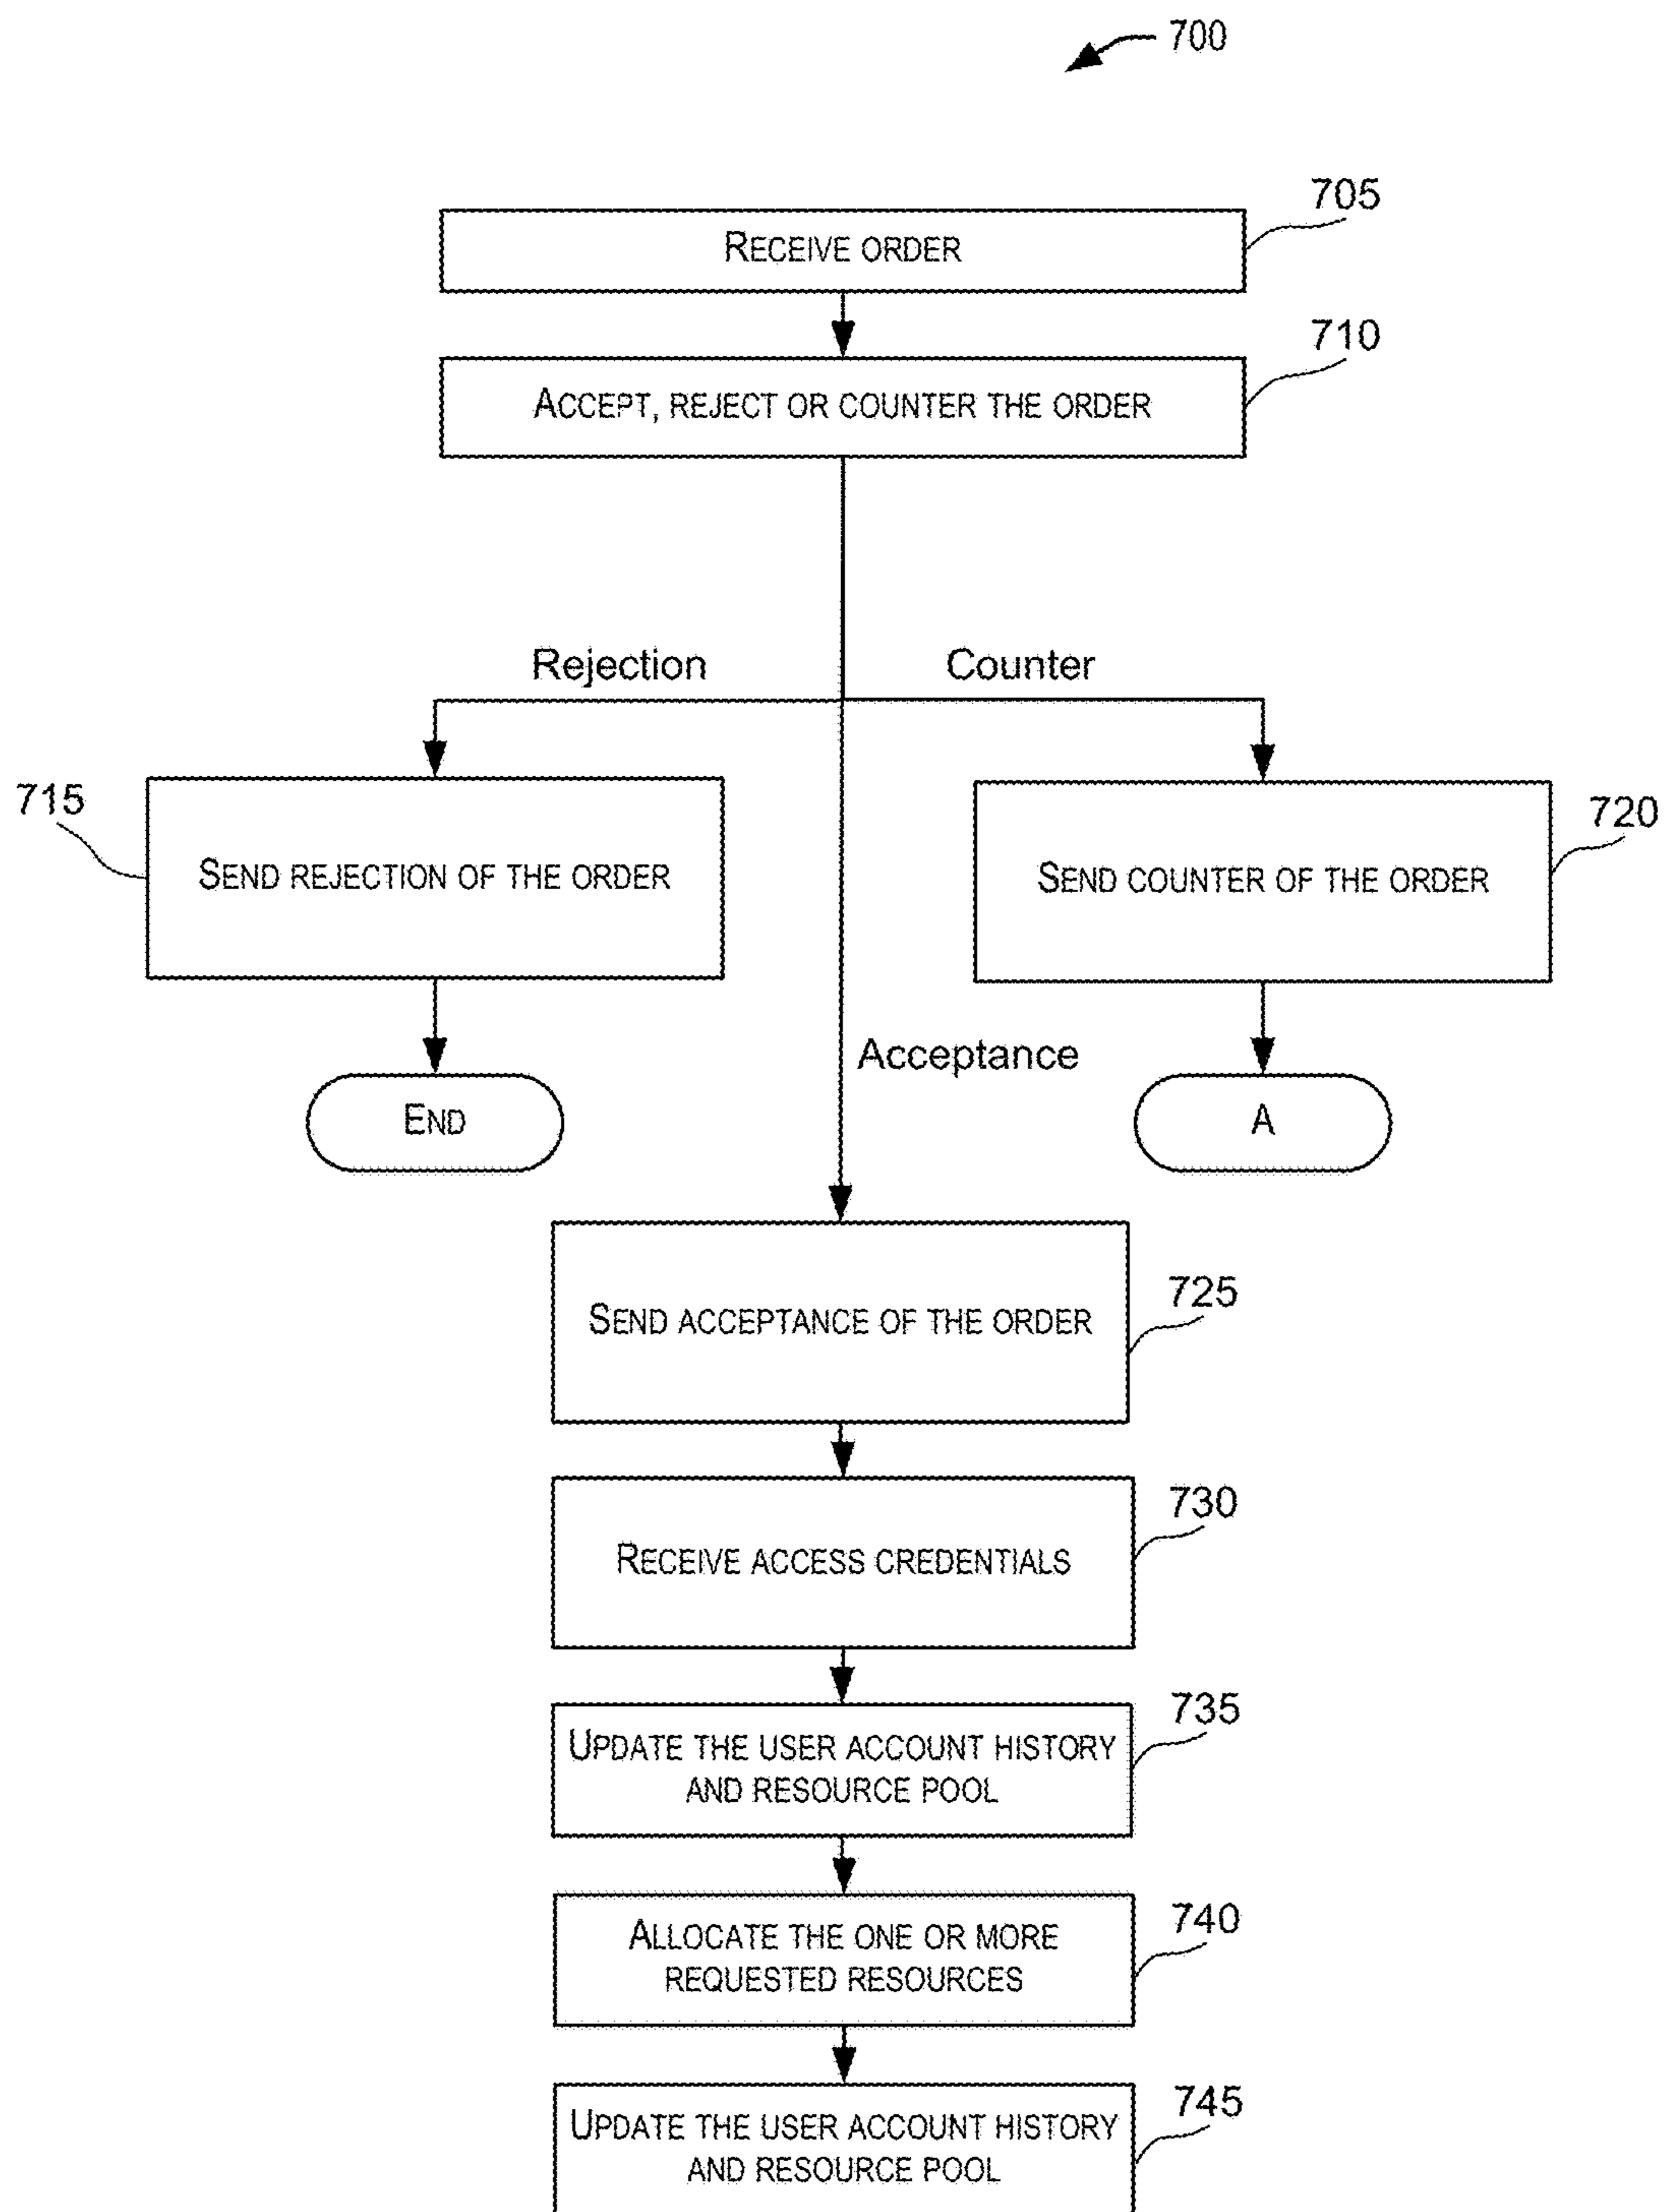 700
705
RECEIVE ORDER
710
ACCEPT, REJECT OR COUNTER THE ORDER
Rejection
Counter
715
SEND REJECTION OF THE ORDER
720
SEND COUNTER OF THE ORDER
Acceptance
END
A
725
SEND ACCEPTANCE OF THE ORDER
730
RECEIVE ACCESS CREDENTIALS
735
UPDATE THE USER ACCOUNT HISTORY
AND RESOURCE POOL
740
ALLOCATE THE ONE OR MORE
REQUESTED RESOURCES
745
UPDATE THE USER ACCOUNT HISTORY
AND RESOURCE POOL